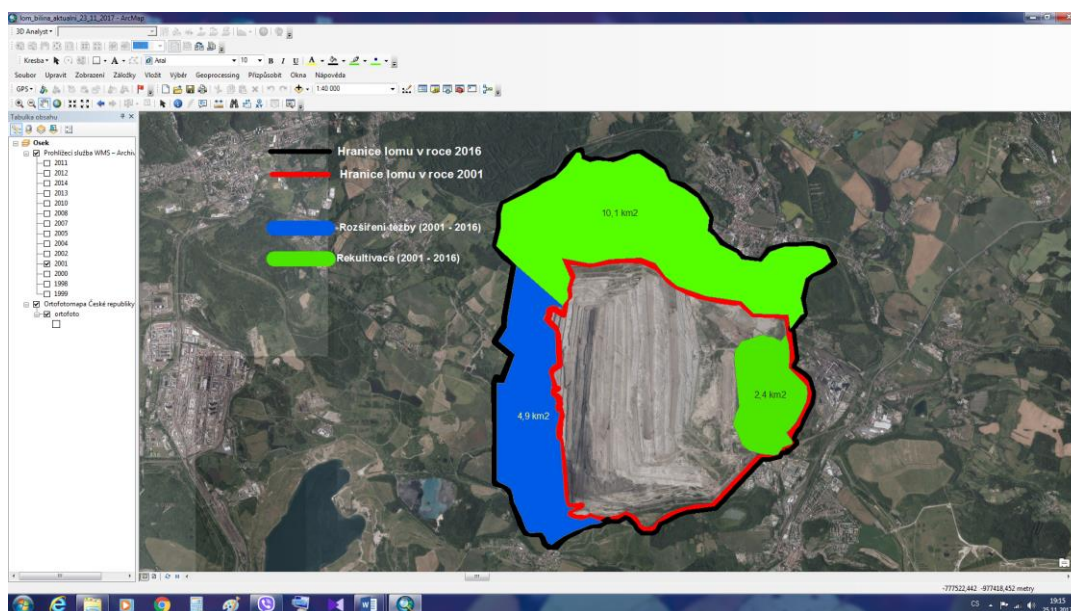 lom_bilina_aktualni_23_11_2017 - ArcMap
3D Analyst
Kresba
Arial
10
B I U
Soubor Upravit Zobrazení Záložky Vložit Výběr Geoprocessing Přizpůsobit Okna Nápověda
GPS
1:40 000
Tabulka obsahu
Osek
Prohlížecí služba WMS – Archiv
2011
2012
2014
2013
2010
2008
2007
2005
2004
2002
2001
2000
1998
1999
Ortofotomapa České republiky
ortofoto
Hranice lomu v roce 2016
Hranice lomu v roce 2001
Rozšíření těžby (2001 - 2016)
Rekultivace (2001 - 2016)
10,1 km2
2,4 km2
4,9 km2
-777522,442 -977418,452 metry
CS
19:15